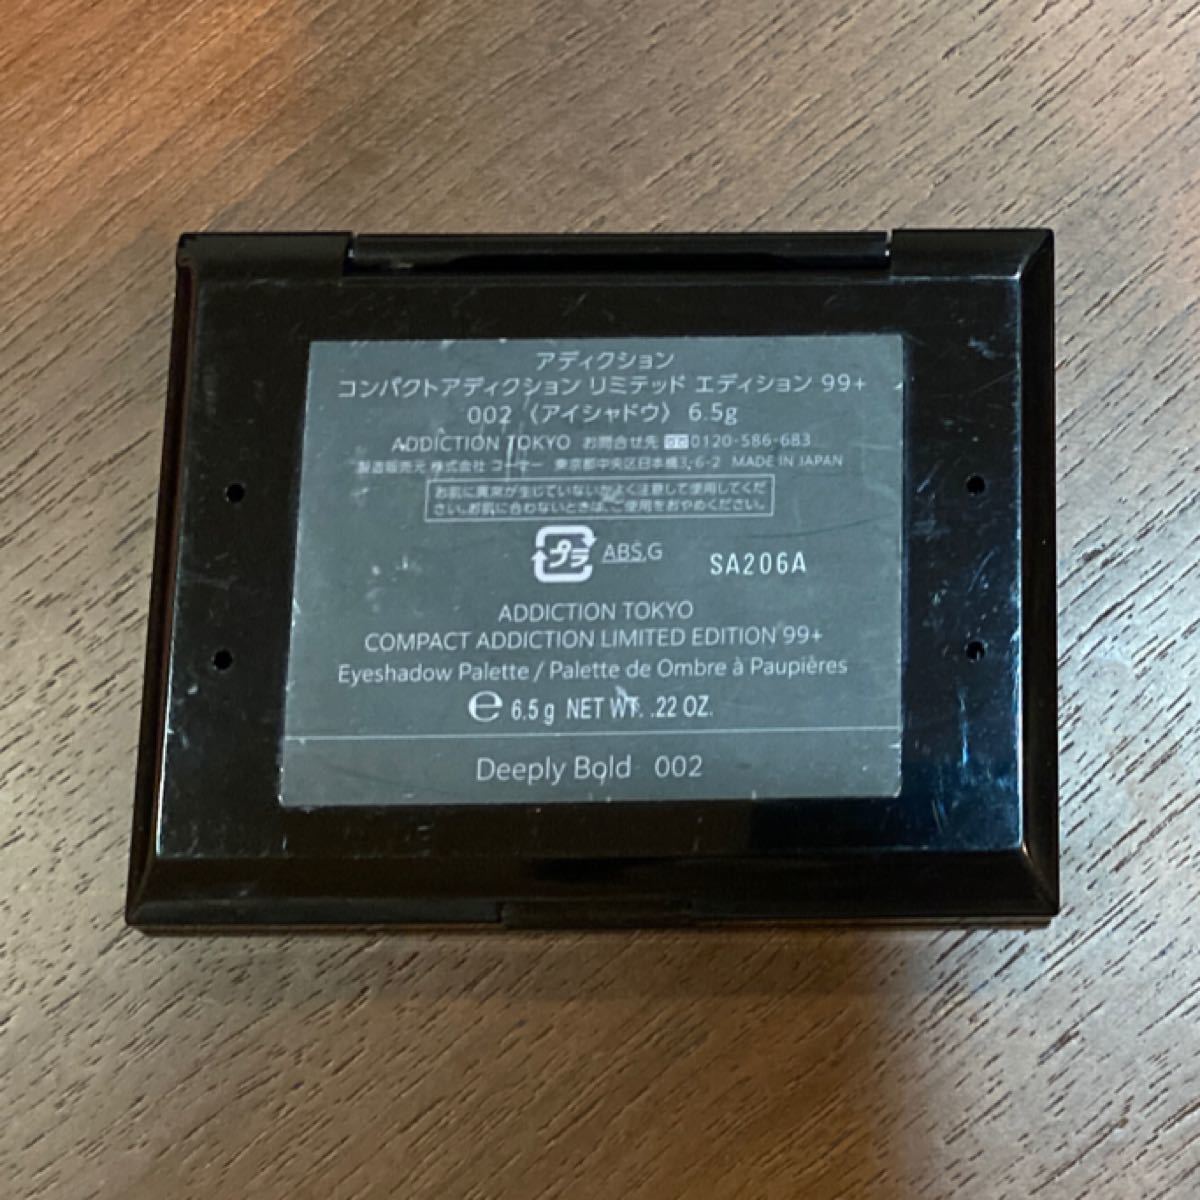 アディクション
コンパクトアディクション リミテッド エディション 99+
002 〈アイシャドウ〉 6.5g
ADDICTION TOKYO お問合せ先 0120-586-683
製造販売元 株式会社 コーセー 東京都中央区日本橋3-6-2 MADE IN JAPAN
お肌に異常が生じていないかよく注意して使用してくだ
さい。お肌に合わないときは、ご使用をおやめください。
プラ ABS,G SA206A
ADDICTION TOKYO
COMPACT ADDICTION LIMITED EDITION 99+
Eyeshadow Palette / Palette de Ombre à Paupières
e 6.5 g NET WT. .22 OZ.
Deeply Bold 002